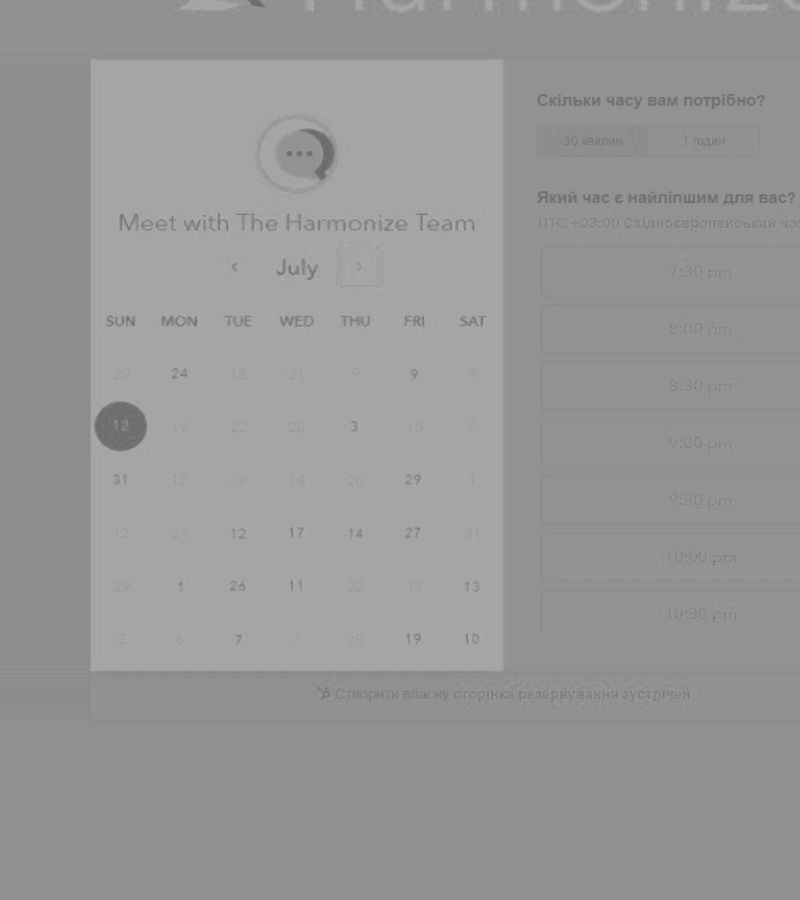 Harmonize
Meet with The Harmonize Team
‹ July ›
SUN MON TUE WED THU FRI SAT
29 24 18 21 9 9 9
12 19 22 20 3 10 8
31 12 26 14 20 29 1
12 21 12 17 14 27 31
29 1 26 11 22 17 13
2 6 7 7 28 19 10
Скільки часу вам потрібно?
30 хвилин 1 годин
Який час є найліпшим для вас?
UTC +03:00 Східноєвропейський час
7:30 pm
8:00 pm
8:30 pm
9:00 pm
9:30 pm
10:00 pm
10:30 pm
Створити власну сторінка резервування зустрічей